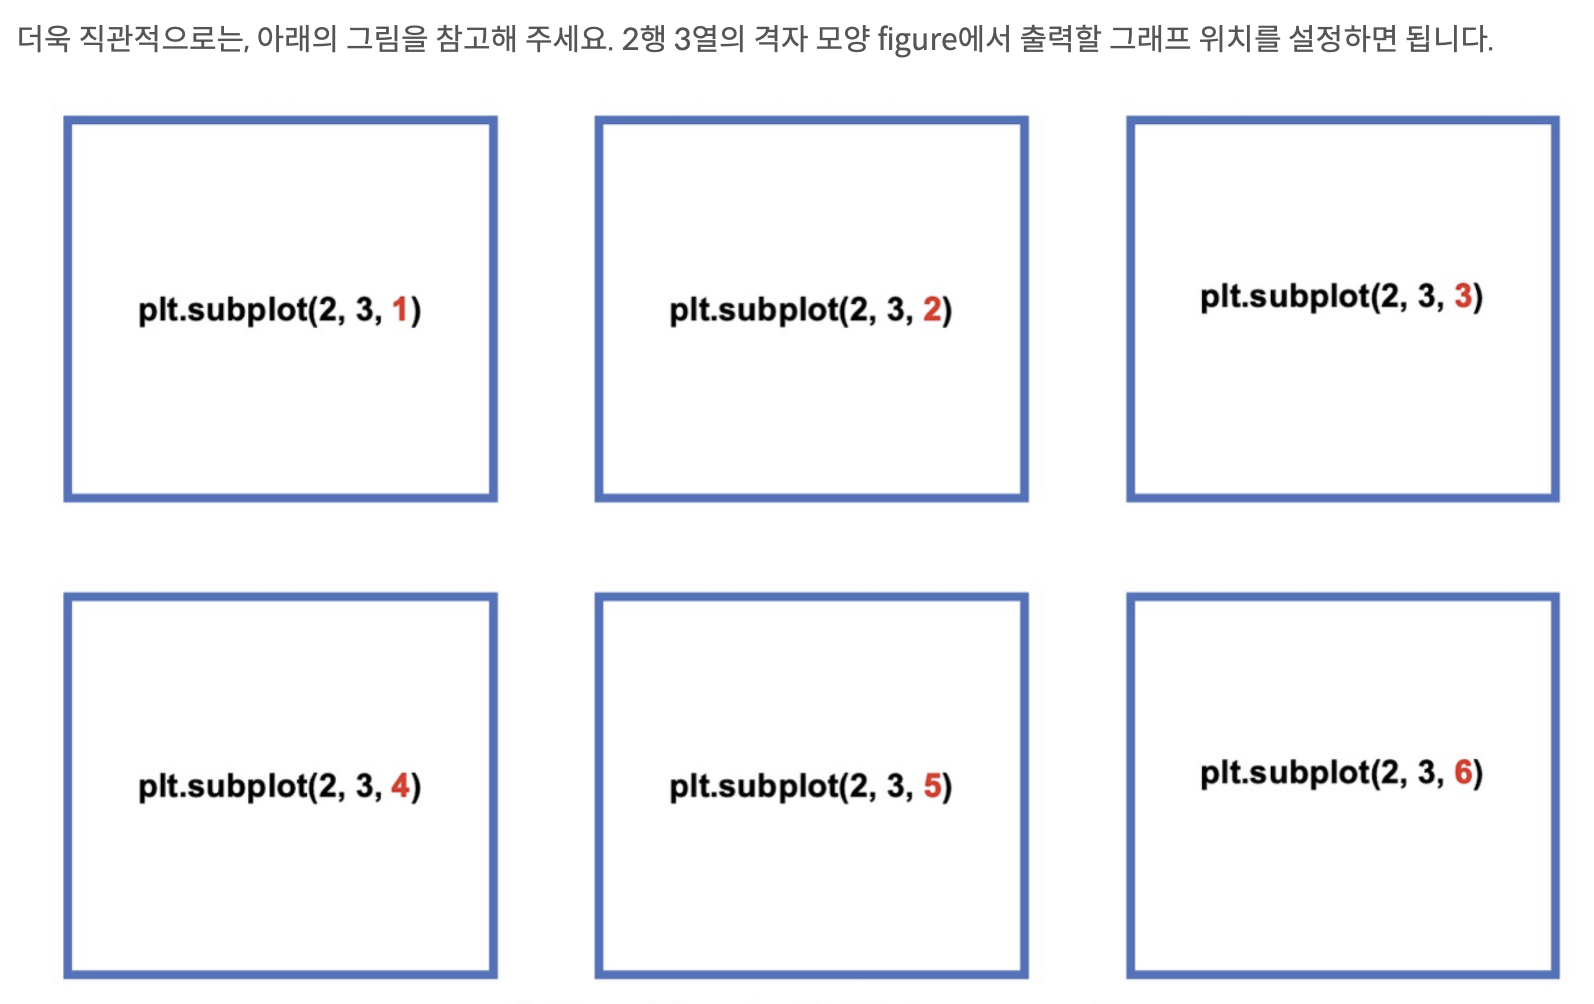 더욱 직관적으로는, 아래의 그림을 참고해 주세요. 2행 3열의 격자 모양 figure에서 출력할 그래프 위치를 설정하면 됩니다.
plt.subplot(2, 3, 1)
plt.subplot(2, 3, 2)
plt.subplot(2, 3, 3)
plt.subplot(2, 3, 4)
plt.subplot(2, 3, 5)
plt.subplot(2, 3, 6)